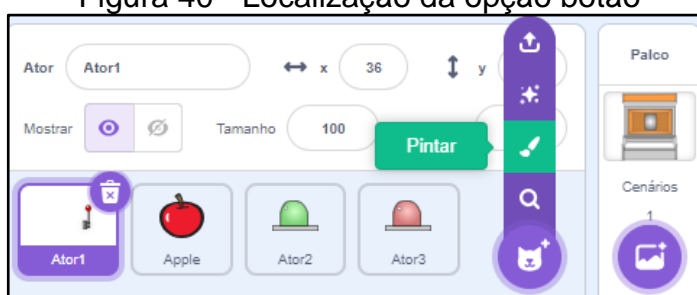 Figura 40 - Localização da opção botão
Ator Ator1 x 36 y
Palco
Mostrar Tamanho 100
Pintar
Cenários
1
Ator1 Apple Ator2 Ator3